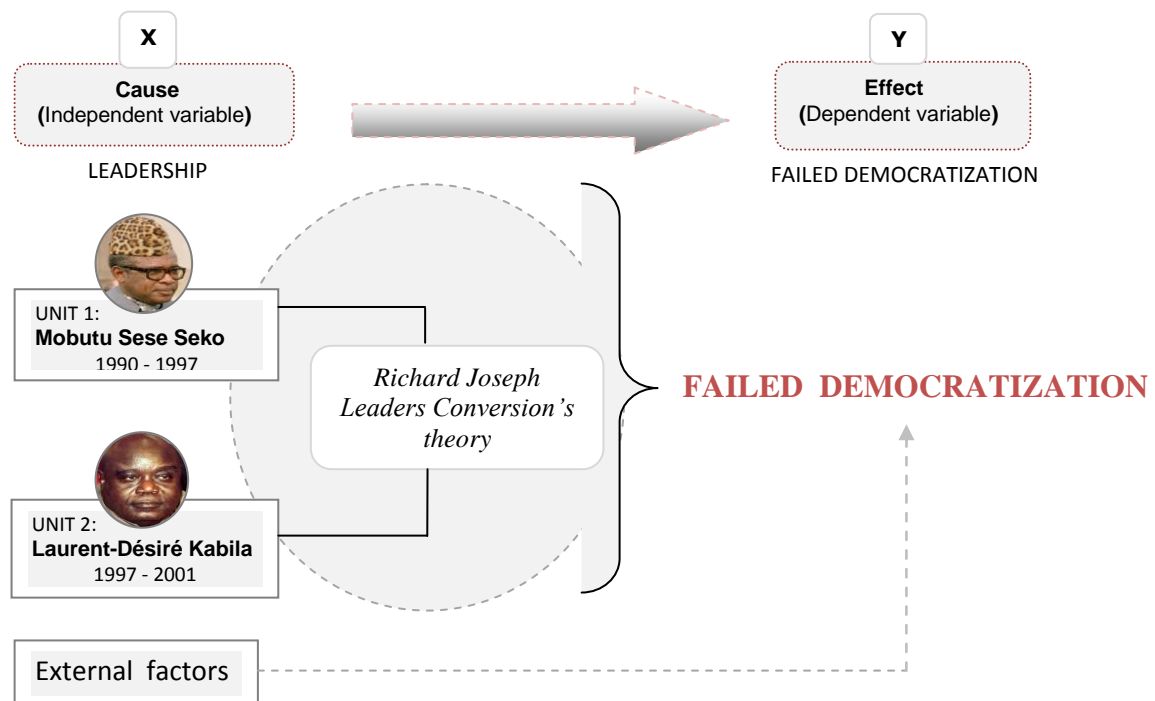 X
Y
Cause
(Independent variable)
Effect
(Dependent variable)
LEADERSHIP
FAILED DEMOCRATIZATION
UNIT 1:
Mobutu Sese Seko
1990 - 1997
Richard Joseph
Leaders Conversion’s
theory
FAILED DEMOCRATIZATION
UNIT 2:
Laurent-Désiré Kabila
1997 - 2001
External factors